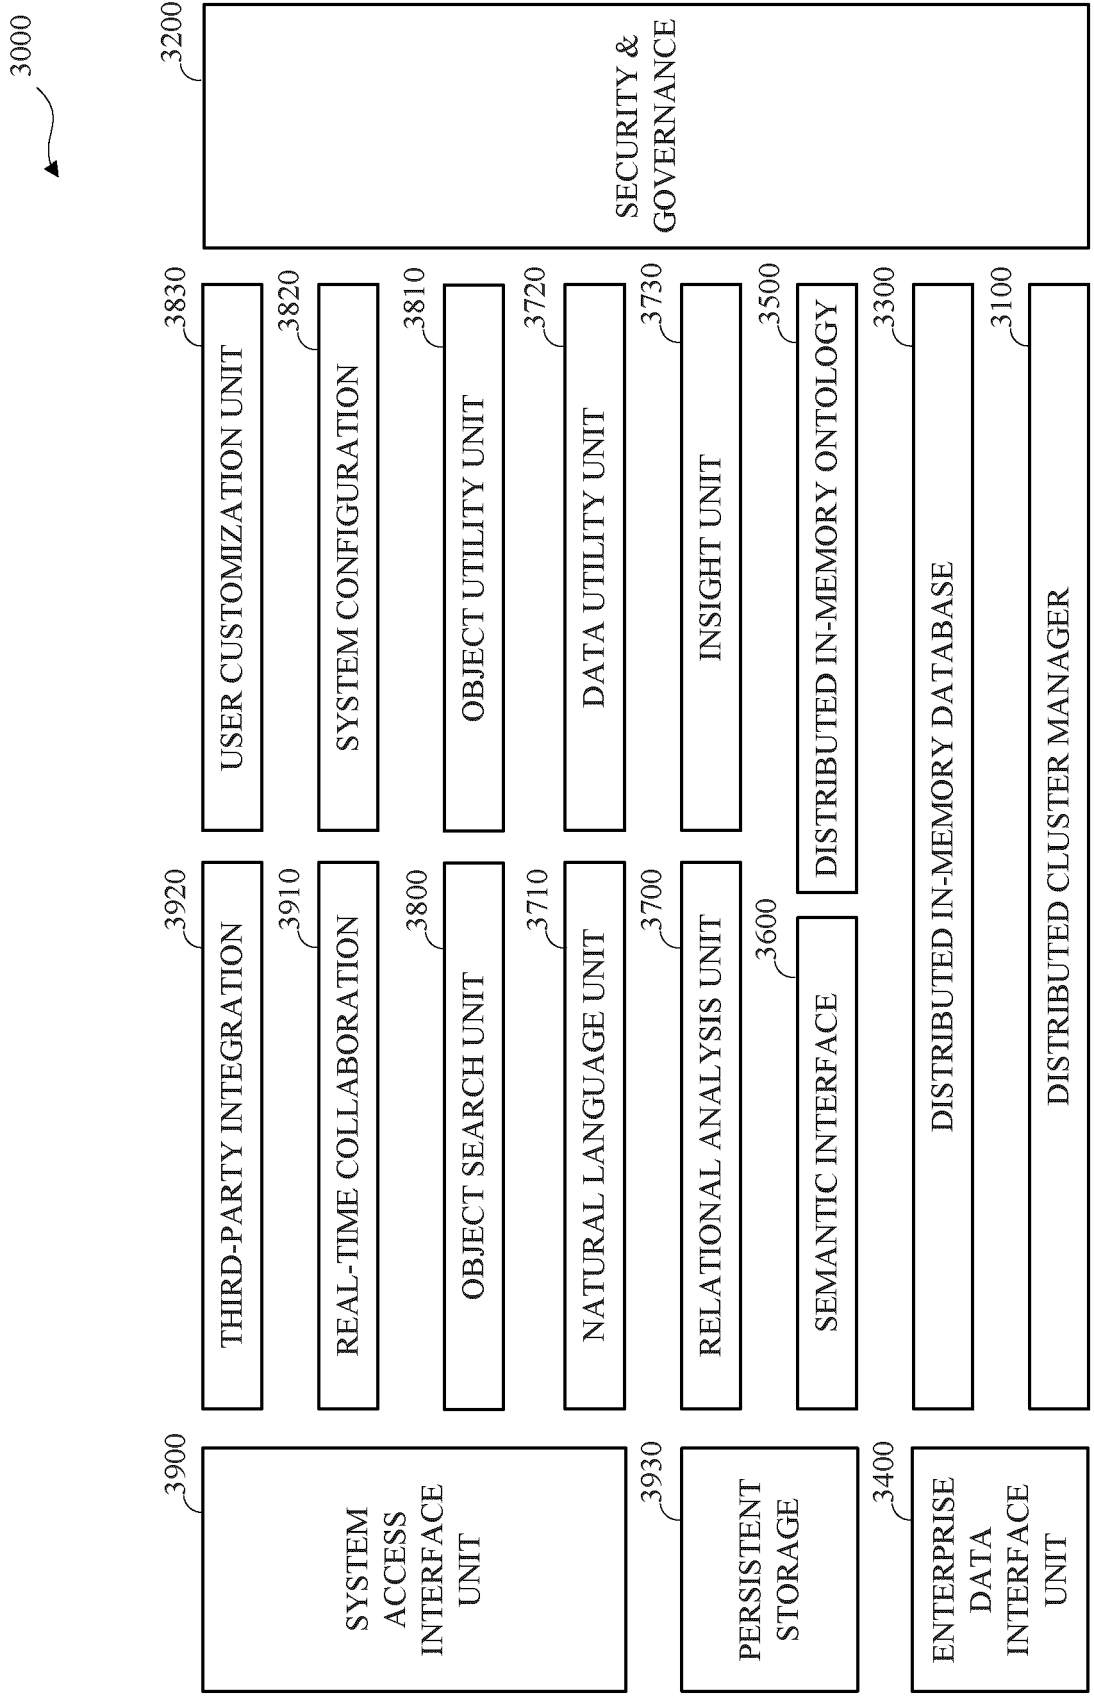 3000
3900
SYSTEM
ACCESS
INTERFACE
UNIT
3920
THIRD-PARTY INTEGRATION
3830
USER CUSTOMIZATION UNIT
3200
SECURITY &
GOVERNANCE
3910
REAL-TIME COLLABORATION
3820
SYSTEM CONFIGURATION
3800
OBJECT SEARCH UNIT
3810
OBJECT UTILITY UNIT
3710
NATURAL LANGUAGE UNIT
3720
DATA UTILITY UNIT
3930
PERSISTENT
STORAGE
3700
RELATIONAL ANALYSIS UNIT
3730
INSIGHT UNIT
3600
SEMANTIC INTERFACE
3500
DISTRIBUTED IN-MEMORY ONTOLOGY
3400
ENTERPRISE
DATA
INTERFACE
UNIT
3300
DISTRIBUTED IN-MEMORY DATABASE
3100
DISTRIBUTED CLUSTER MANAGER